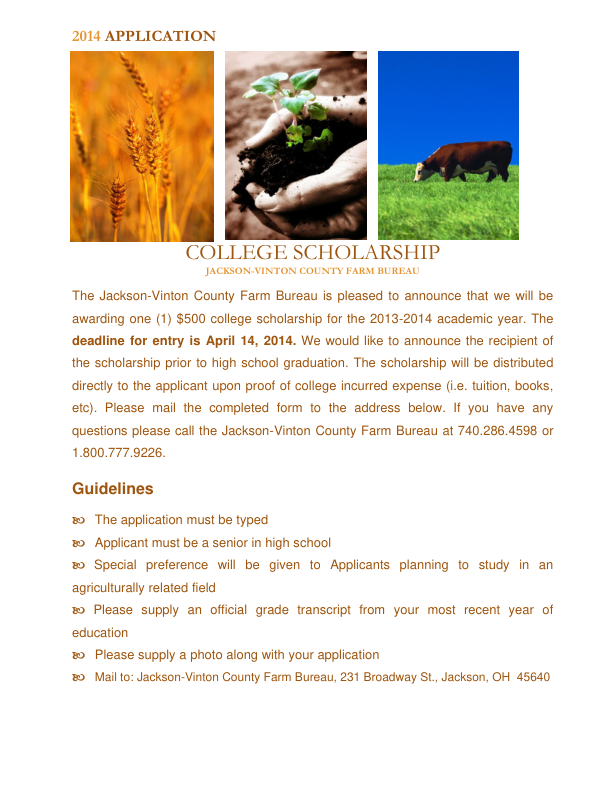 2014 APPLICATION
COLLEGE SCHOLARSHIP
JACKSON-VINTON COUNTY FARM BUREAU
The Jackson-Vinton County Farm Bureau is pleased to announce that we will be
awarding one (1) $500 college scholarship for the 2013-2014 academic year. The
deadline for entry is April 14, 2014. We would like to announce the recipient of
the scholarship prior to high school graduation. The scholarship will be distributed
directly to the applicant upon proof of college incurred expense (i.e. tuition, books,
etc). Please mail the completed form to the address below. If you have any
questions please call the Jackson-Vinton County Farm Bureau at 740.286.4598 or
1.800.777.9226.
Guidelines
The application must be typed
Applicant must be a senior in high school
Special preference will be given to Applicants planning to study in an
agriculturally related field
Please supply an official grade transcript from your most recent year of
education
Please supply a photo along with your application
Mail to: Jackson-Vinton County Farm Bureau, 231 Broadway St., Jackson, OH 45640